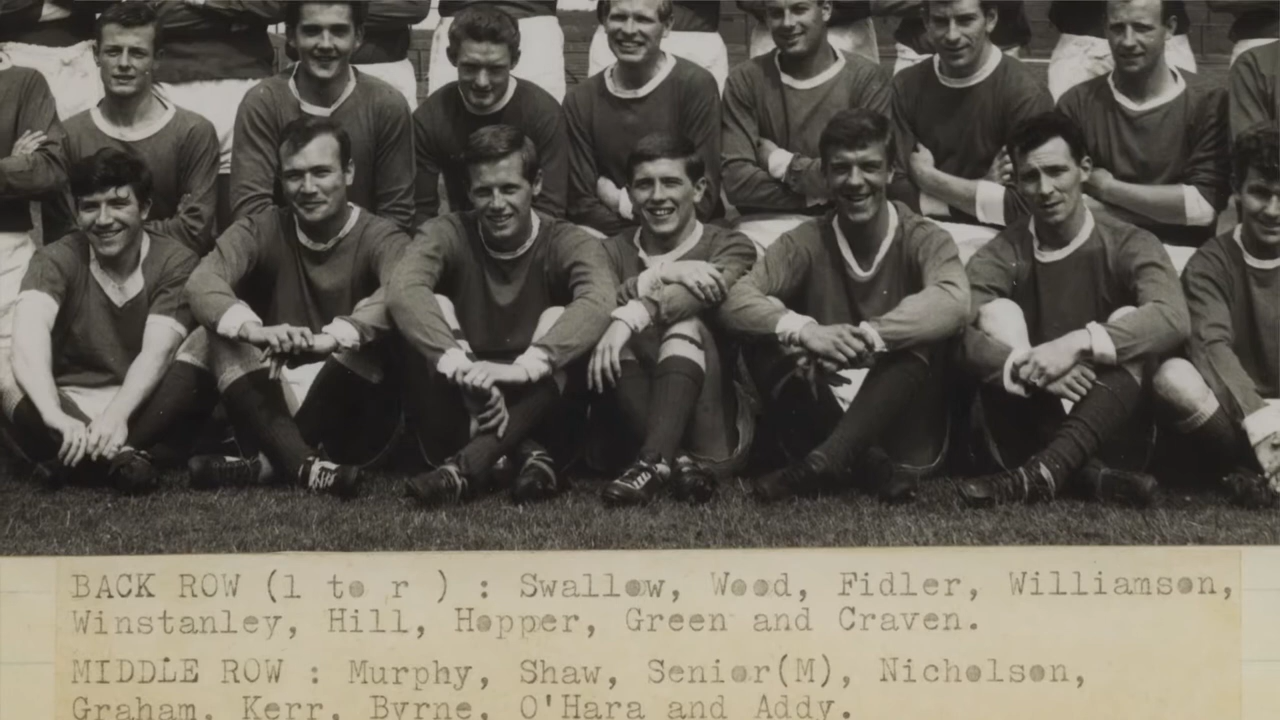 BACK ROW (l to r ) : Swallow, Wood, Fidler, Williamson,
Winstanley, Hill, Hopper, Green and Craven.
MIDDLE ROW : Murphy, Shaw, Senior(M), Nicholson,
Graham, Kerr, Byrne, O'Hara and Addy.